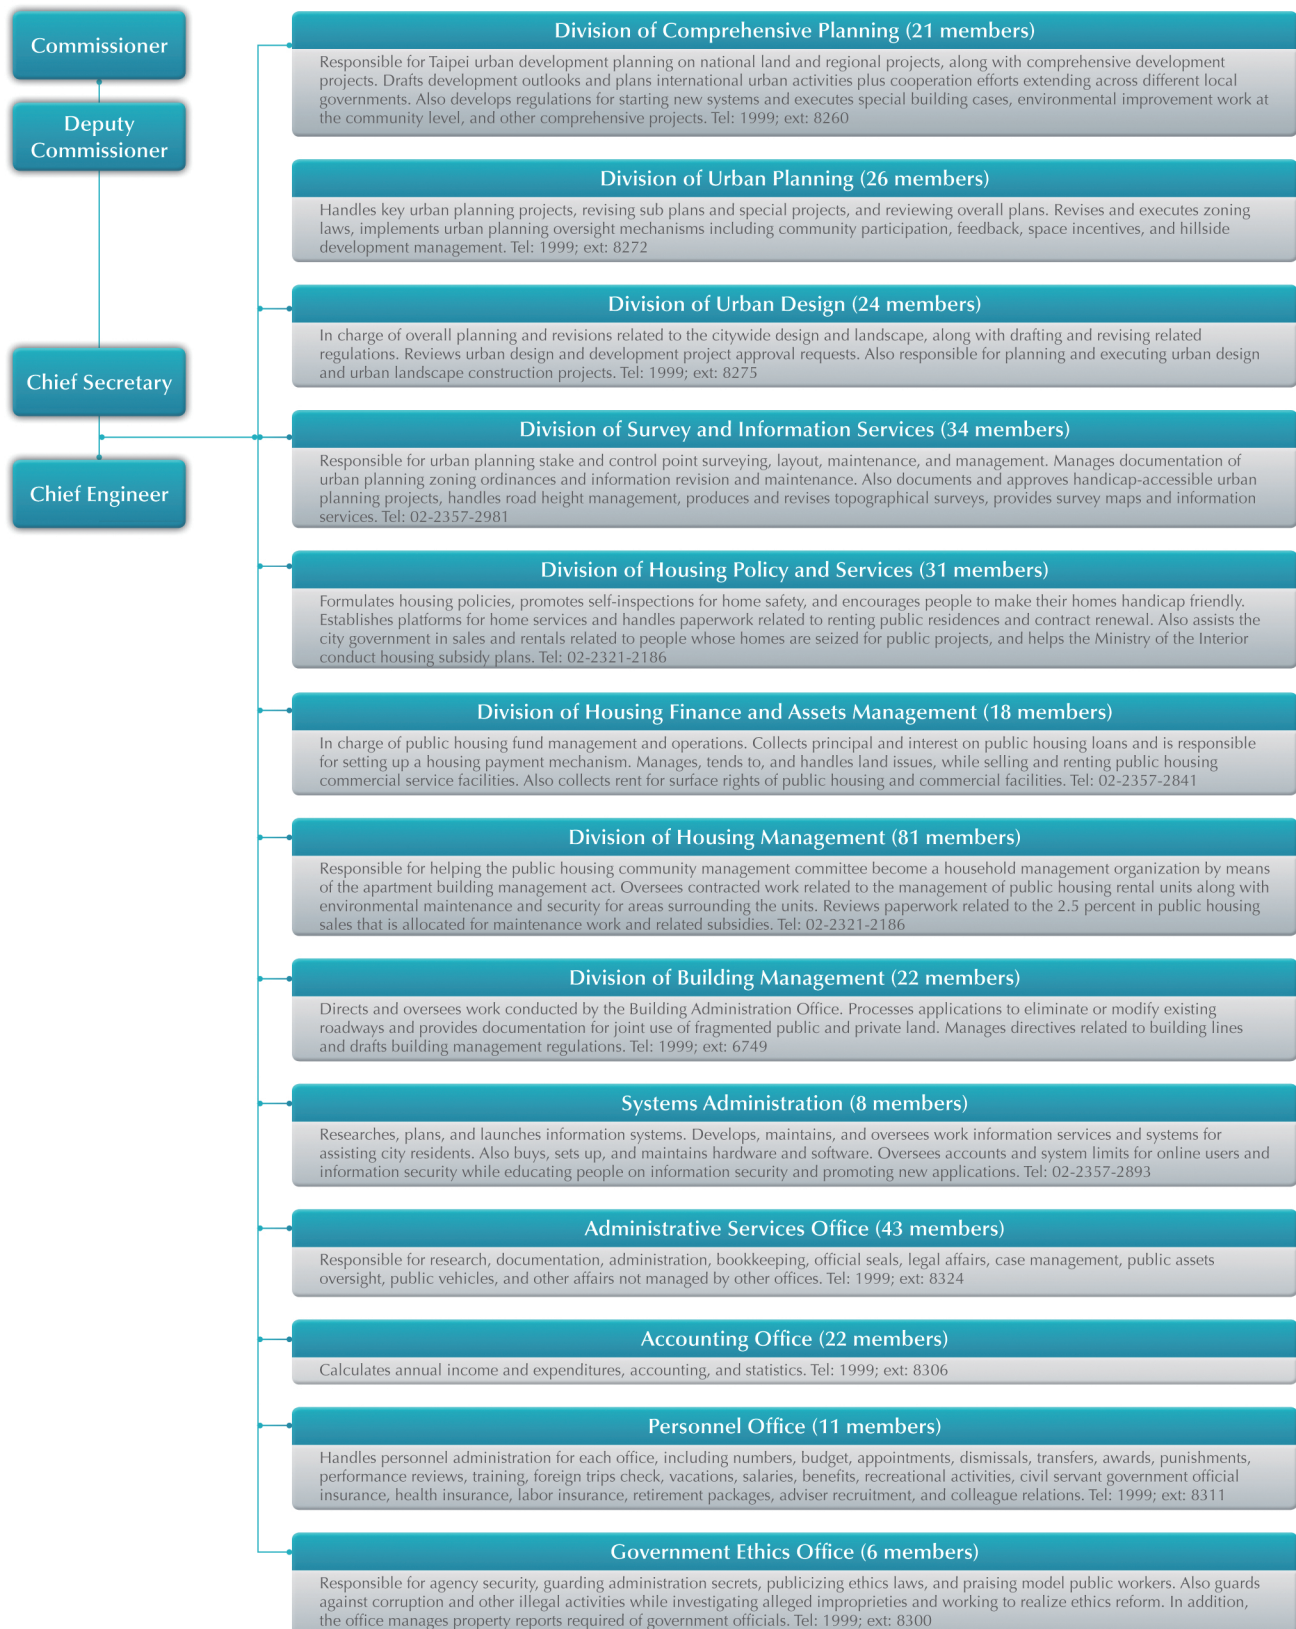 Commissioner
Deputy
Commissioner
Chief Secretary
Chief Engineer
Division of Comprehensive Planning (21 members)
Responsible for Taipei urban development planning on national land and regional projects, along with comprehensive development
projects. Drafts development outlooks and plans international urban activities plus cooperation efforts extending across different local
governments. Also develops regulations for starting new systems and executes special building cases, environmental improvement work at
the community level, and other comprehensive projects. Tel: 1999; ext: 8260
Division of Urban Planning (26 members)
Handles key urban planning projects, revising sub plans and special projects, and reviewing overall plans. Revises and executes zoning
laws, implements urban planning oversight mechanisms including community participation, feedback, space incentives, and hillside
development management. Tel: 1999; ext: 8272
Division of Urban Design (24 members)
In charge of overall planning and revisions related to the citywide design and landscape, along with drafting and revising related
regulations. Reviews urban design and development project approval requests. Also responsible for planning and executing urban design
and urban landscape construction projects. Tel: 1999; ext: 8275
Division of Survey and Information Services (34 members)
Responsible for urban planning stake and control point surveying, layout, maintenance, and management. Manages documentation of
urban planning zoning ordinances and information revision and maintenance. Also documents and approves handicap-accessible urban
planning projects, handles road height management, produces and revises topographical surveys, provides survey maps and information
services. Tel: 02-2357-2981
Division of Housing Policy and Services (31 members)
Formulates housing policies, promotes self-inspections for home safety, and encourages people to make their homes handicap friendly.
Establishes platforms for home services and handles paperwork related to renting public residences and contract renewal. Also assists the
city government in sales and rentals related to people whose homes are seized for public projects, and helps the Ministry of the Interior
conduct housing subsidy plans. Tel: 02-2321-2186
Division of Housing Finance and Assets Management (18 members)
In charge of public housing fund management and operations. Collects principal and interest on public housing loans and is responsible
for setting up a housing payment mechanism. Manages, tends to, and handles land issues, while selling and renting public housing
commercial service facilities. Also collects rent for surface rights of public housing and commercial facilities. Tel: 02-2357-2841
Division of Housing Management (81 members)
Responsible for helping the public housing community management committee become a household management organization by means
of the apartment building management act. Oversees contracted work related to the management of public housing rental units along with
environmental maintenance and security for areas surrounding the units. Reviews paperwork related to the 2.5 percent in public housing
sales that is allocated for maintenance work and related subsidies. Tel: 02-2321-2186
Division of Building Management (22 members)
Directs and oversees work conducted by the Building Administration Office. Processes applications to eliminate or modify existing
roadways and provides documentation for joint use of fragmented public and private land. Manages directives related to building lines
and drafts building management regulations. Tel: 1999; ext: 6749
Systems Administration (8 members)
Researches, plans, and launches information systems. Develops, maintains, and oversees work information services and systems for
assisting city residents. Also buys, sets up, and maintains hardware and software. Oversees accounts and system limits for online users and
information security while educating people on information security and promoting new applications. Tel: 02-2357-2893
Administrative Services Office (43 members)
Responsible for research, documentation, administration, bookkeeping, official seals, legal affairs, case management, public assets
oversight, public vehicles, and other affairs not managed by other offices. Tel: 1999; ext: 8324
Accounting Office (22 members)
Calculates annual income and expenditures, accounting, and statistics. Tel: 1999; ext: 8306
Personnel Office (11 members)
Handles personnel administration for each office, including numbers, budget, appointments, dismissals, transfers, awards, punishments,
performance reviews, training, foreign trips check, vacations, salaries, benefits, recreational activities, civil servant government official
insurance, health insurance, labor insurance, retirement packages, adviser recruitment, and colleague relations. Tel: 1999; ext: 8311
Government Ethics Office (6 members)
Responsible for agency security, guarding administration secrets, publicizing ethics laws, and praising model public workers. Also guards
against corruption and other illegal activities while investigating alleged improprieties and working to realize ethics reform. In addition,
the office manages property reports required of government officials. Tel: 1999; ext: 8300